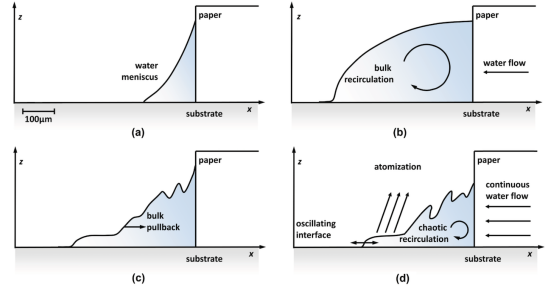 z
paper
water
meniscus
100μm
substrate
x
(a)
z
paper
bulk
recirculation
water flow
substrate
x
(b)
z
paper
bulk
pullback
substrate
x
(c)
z
paper
atomization
continuous
water flow
oscillating
interface
chaotic
recirculation
substrate
x
(d)